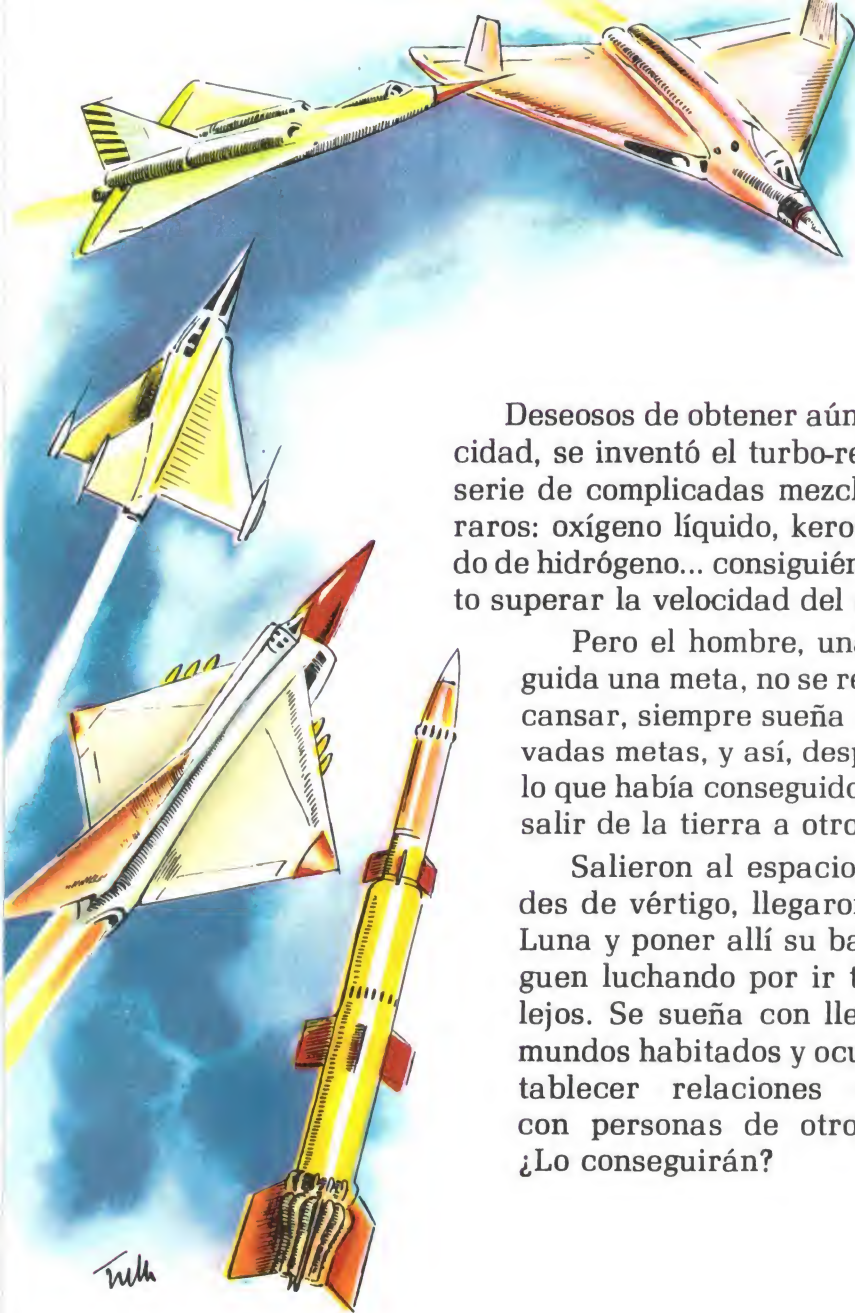 Deseosos de obtener aún
cidad, se inventó el turbo-re
serie de complicadas mezcl
raros: oxígeno líquido, kero
do de hidrógeno... consiguién
to superar la velocidad del
Pero el hombre, una
guida una meta, no se re
cansar, siempre sueña
vadas metas, y así, desp
lo que había conseguido
salir de la tierra a otro
Salieron al espacio
des de vértigo, llegaron
Luna y poner allí su ba
guen luchando por ir t
lejos. Se sueña con lle
mundos habitados y ocu
tablecer relaciones
con personas de otro
¿Lo conseguirán?